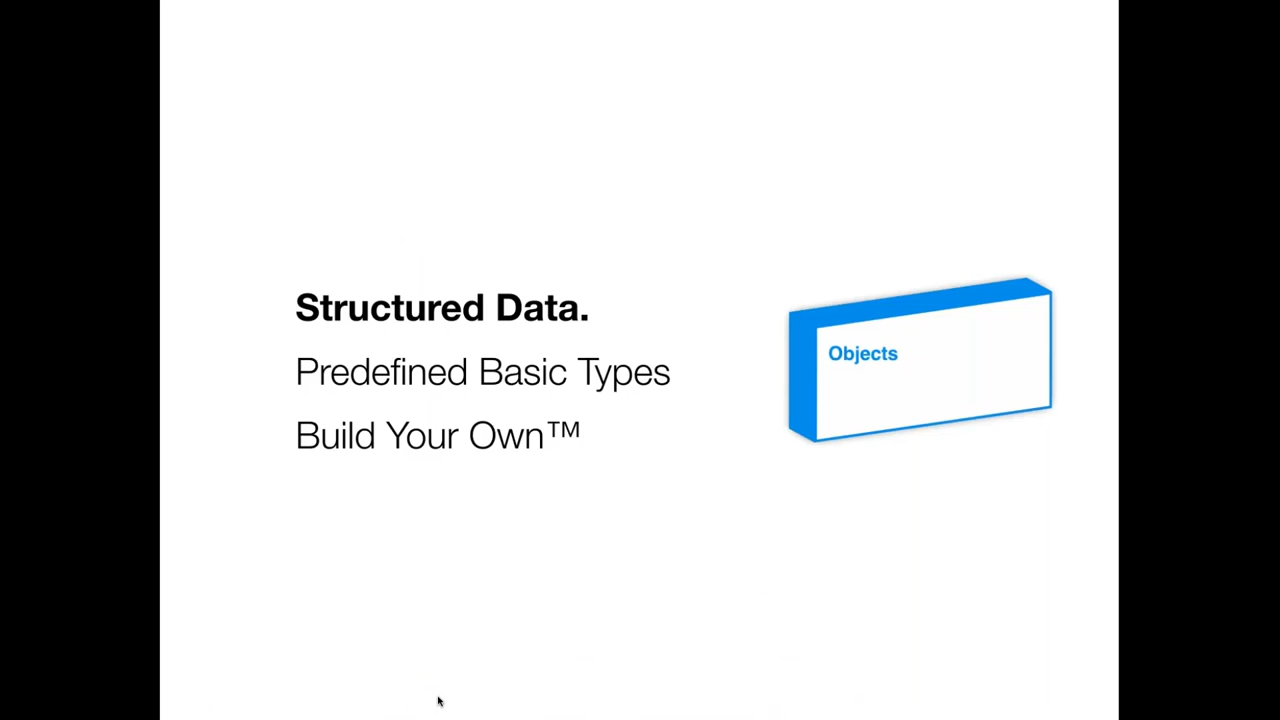 Structured Data.
Predefined Basic Types
Build Your Own™
Objects